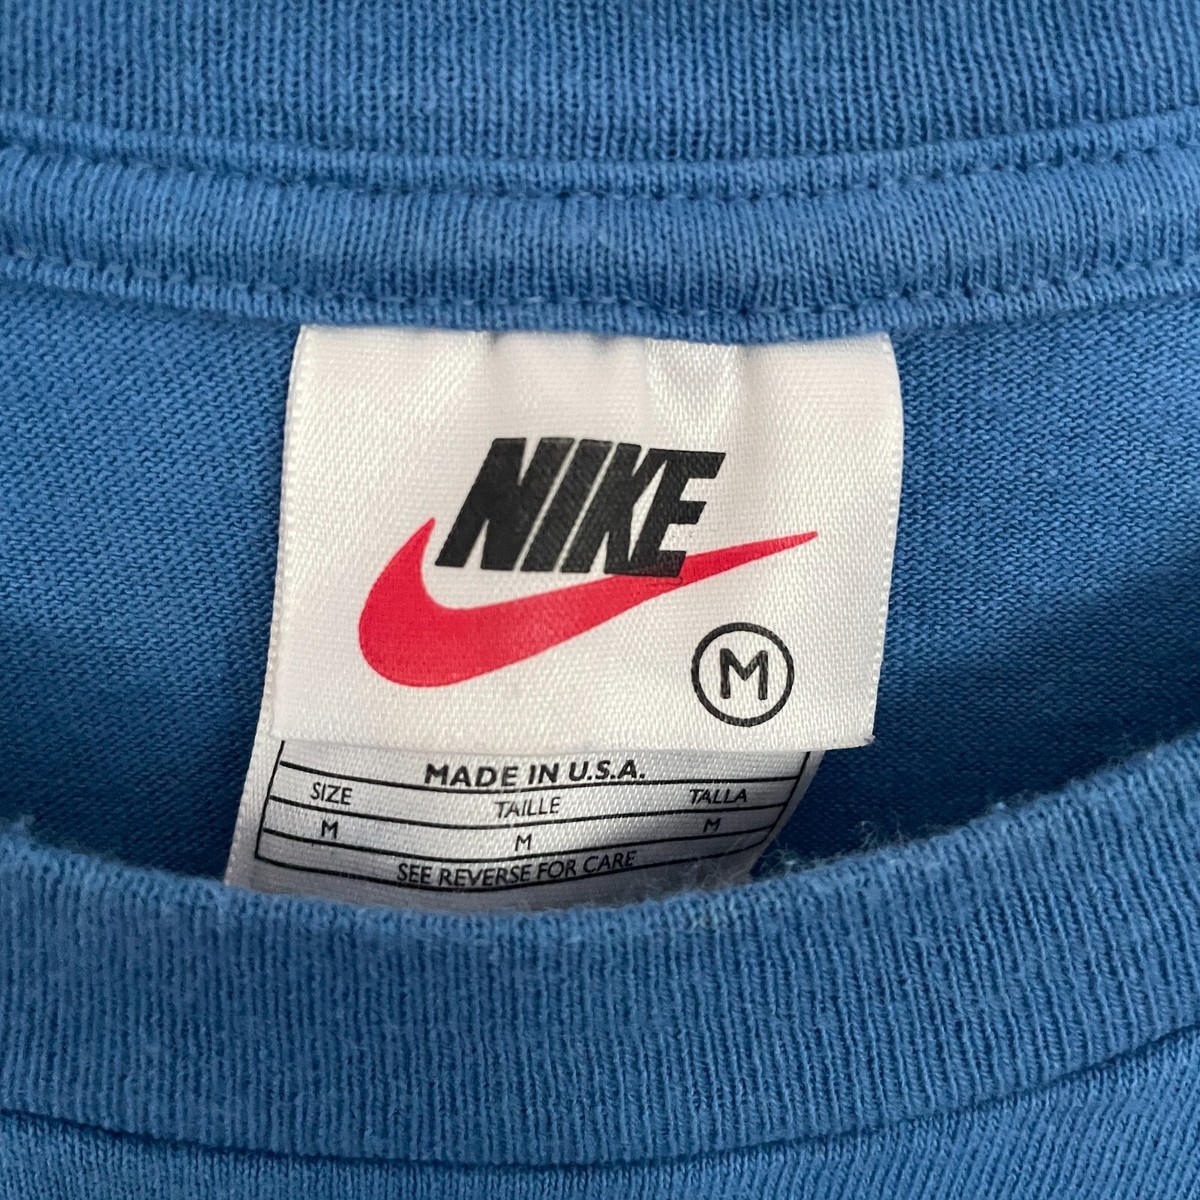 NIKE
M
MADE IN U.S.A.
SIZE TAILLE TALLA
M M M
SEE REVERSE FOR CARE